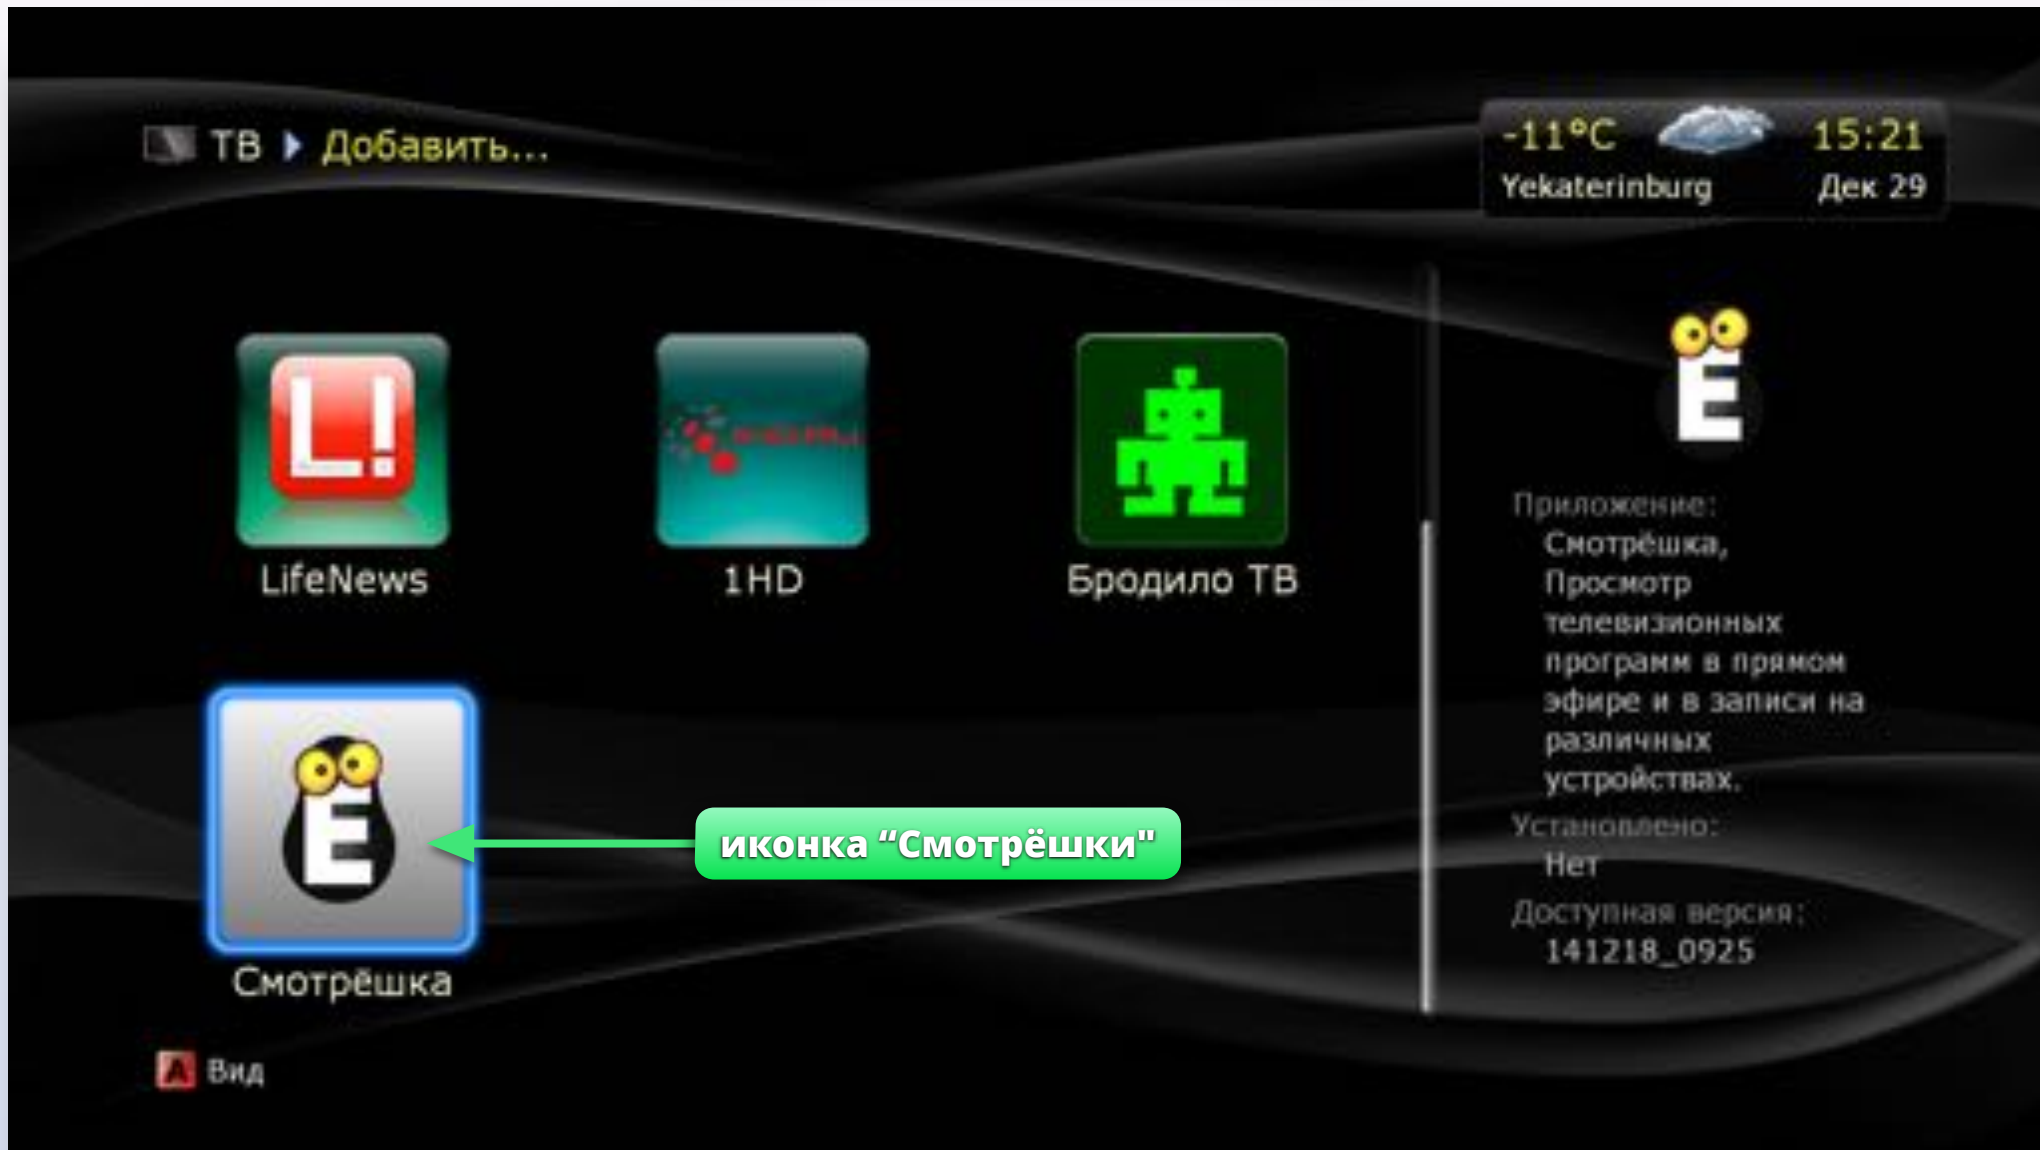 ТВ Добавить...
-11°C 15:21
Yekaterinburg Дек 29
L!
LifeNews
1HD
Бродило ТВ
Ё
Смотрёшка
иконка “Смотрёшки"
Приложение:
Смотрёшка,
Просмотр
телевизионных
программ в прямом
эфире и в записи на
различных
устройствах.
Установлено:
Нет
Доступная версия:
141218_0925
A Вид